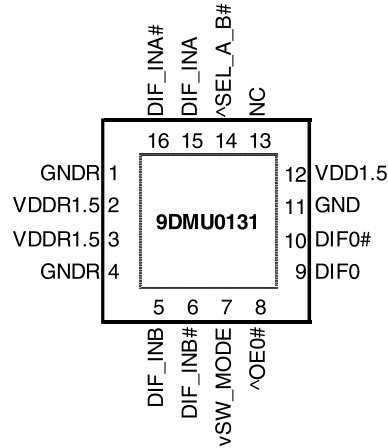 DIF_INA#
DIF_INA
^SEL_A_B#
NC
16 15 14 13
GNDR 1
VDDR1.5 2
VDDR1.5 3
GNDR 4
9DMU0131
12 VDD1.5
11 GND
10 DIF0#
9 DIF0
5 6 7 8
DIF_INB
DIF_INB#
vSW_MODE
^OE0#